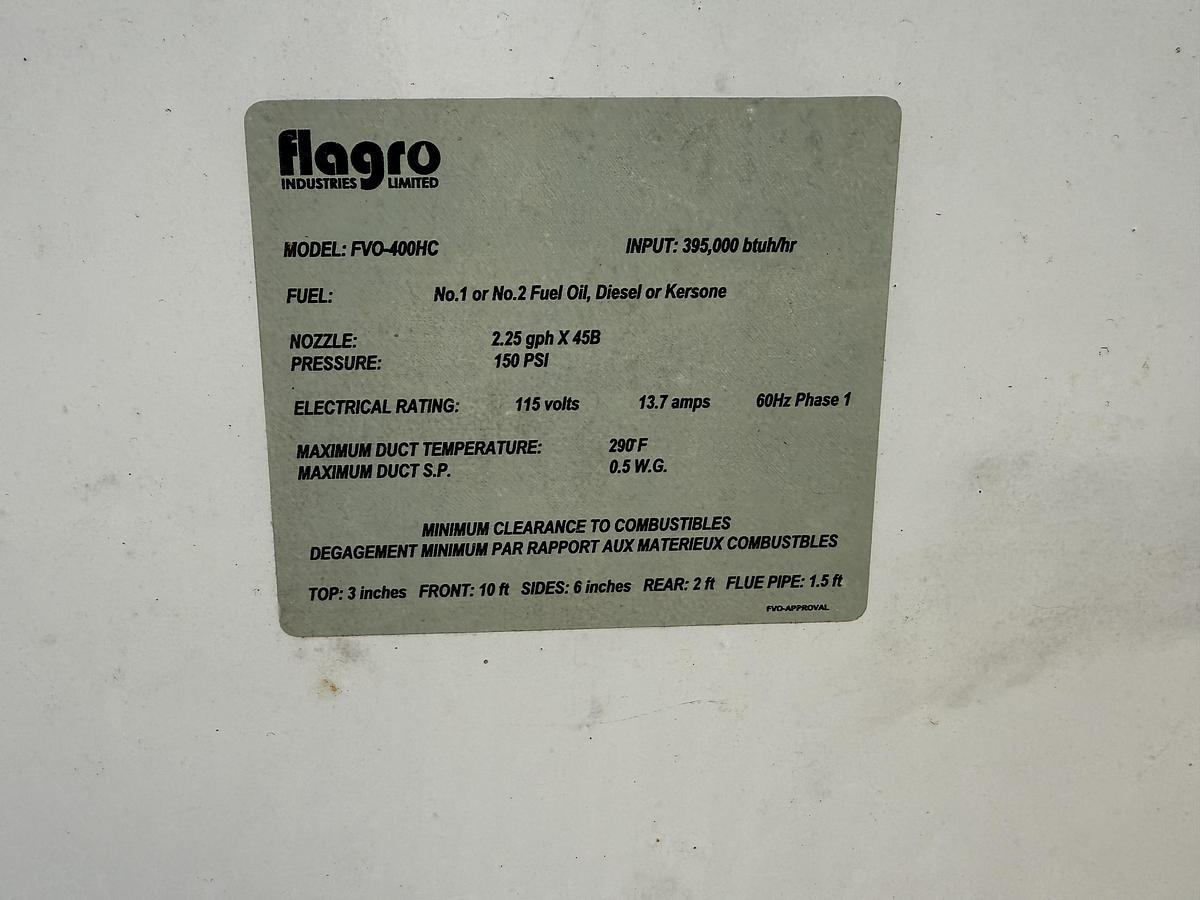 flagro
INDUSTRIES LIMITED
MODEL: FVO-400HC INPUT: 395,000 btuh/hr
FUEL: No.1 or No.2 Fuel Oil, Diesel or Kersone
NOZZLE: 2.25 gph X 45B
PRESSURE: 150 PSI
ELECTRICAL RATING: 115 volts 13.7 amps 60Hz Phase 1
MAXIMUM DUCT TEMPERATURE: 290°F
MAXIMUM DUCT S.P. 0.5 W.G.
MINIMUM CLEARANCE TO COMBUSTIBLES
DEGAGEMENT MINIMUM PAR RAPPORT AUX MATERIEUX COMBUSTBLES
TOP: 3 inches FRONT: 10 ft SIDES: 6 inches REAR: 2 ft FLUE PIPE: 1.5 ft
FVO-APPROVAL